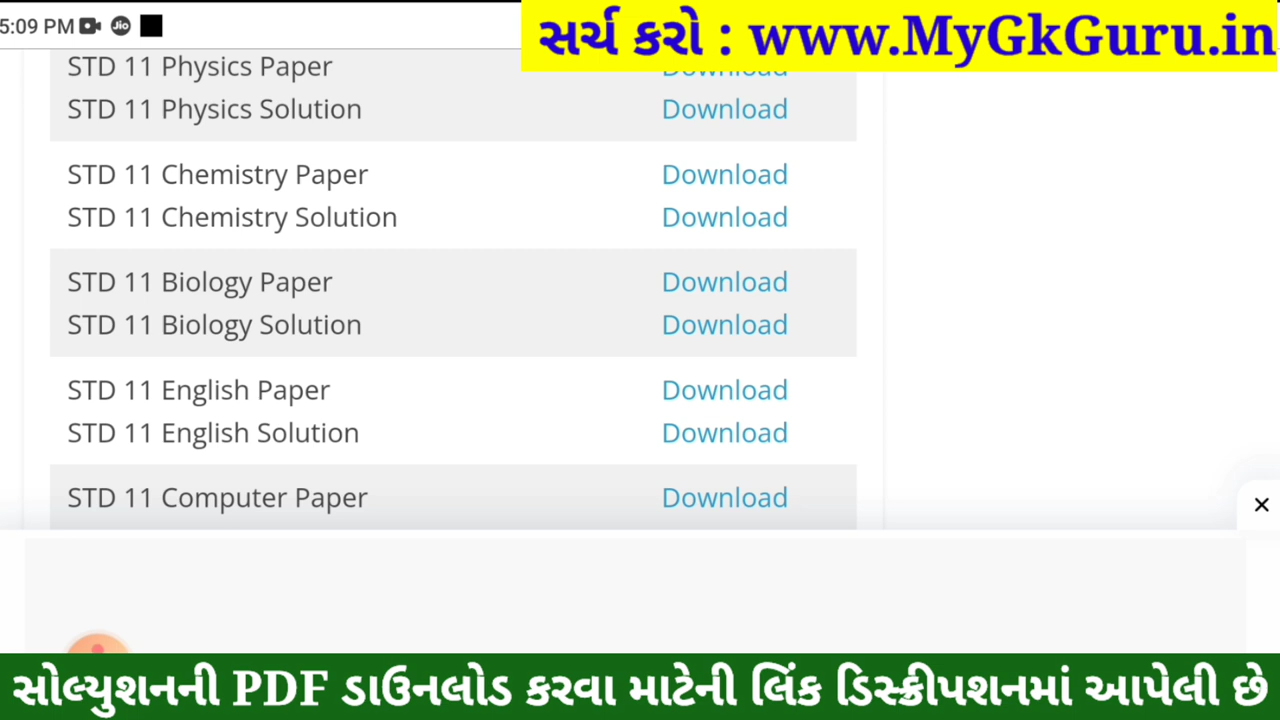 5:09 PM Jio
સર્ચ કરો : www.MyGkGuru.in
STD 11 Physics Paper Download
STD 11 Physics Solution Download
STD 11 Chemistry Paper Download
STD 11 Chemistry Solution Download
STD 11 Biology Paper Download
STD 11 Biology Solution Download
STD 11 English Paper Download
STD 11 English Solution Download
STD 11 Computer Paper Download
સોલ્યુશનની PDF ડાઉનલોડ કરવા માટેની લિંક ડિસ્ક્રીપશનમાં આપેલી છે